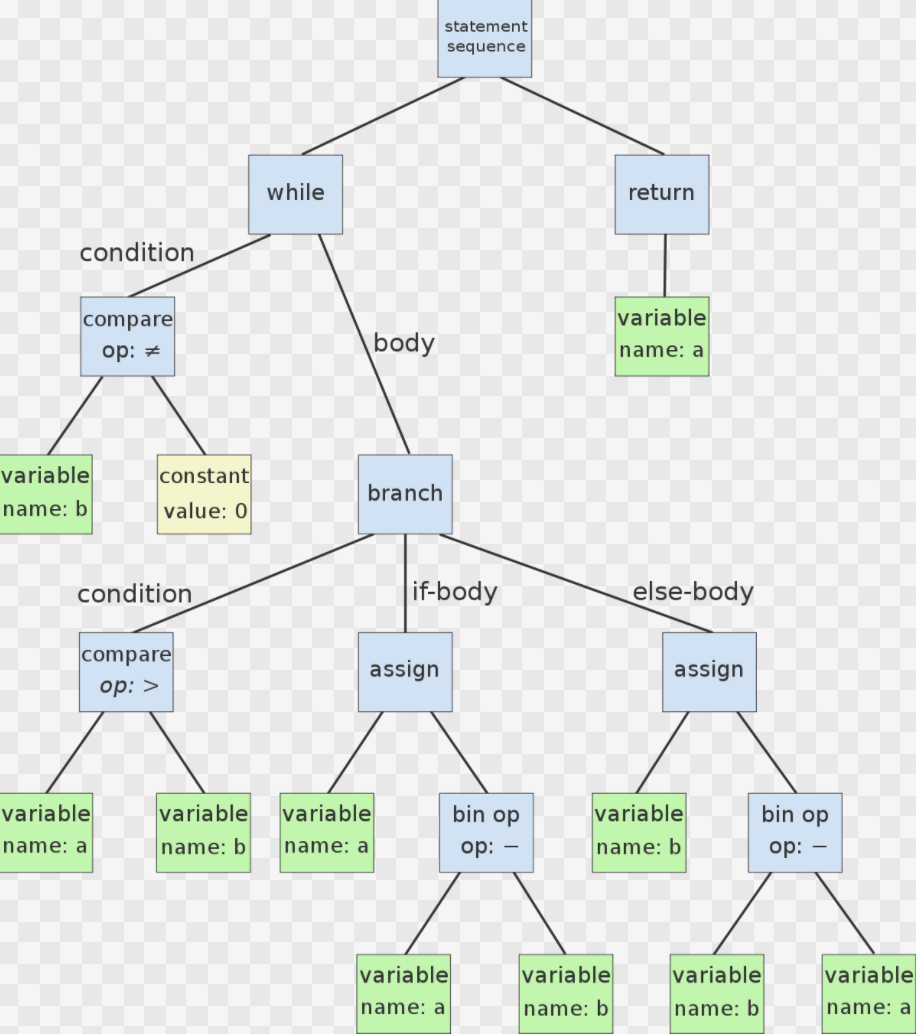 statement
sequence
while
return
condition
compare
op: ≠
body
variable
name: a
variable
name: b
constant
value: 0
branch
condition
if-body
else-body
compare
op: >
assign
assign
variable
name: a
variable
name: b
variable
name: a
bin op
op: −
variable
name: b
bin op
op: −
variable
name: a
variable
name: b
variable
name: b
variable
name: a